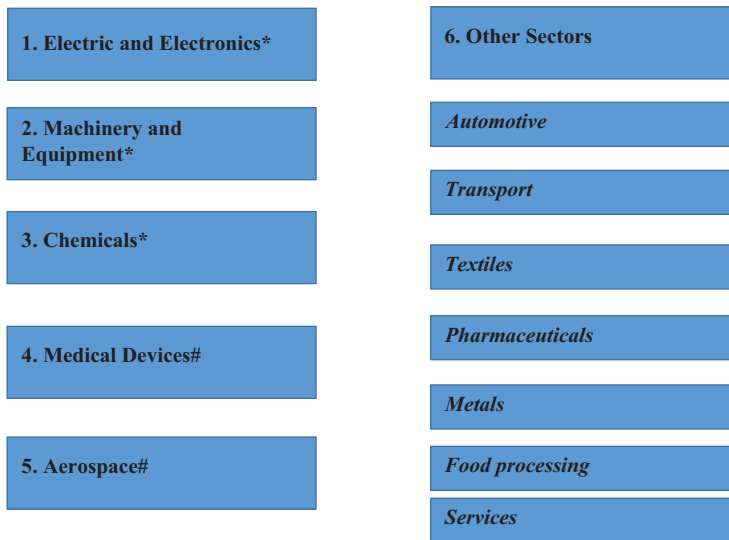 1. Electric and Electronics*
2. Machinery and
Equipment*
3. Chemicals*
4. Medical Devices#
5. Aerospace#
6. Other Sectors
Automotive
Transport
Textiles
Pharmaceuticals
Metals
Food processing
Services